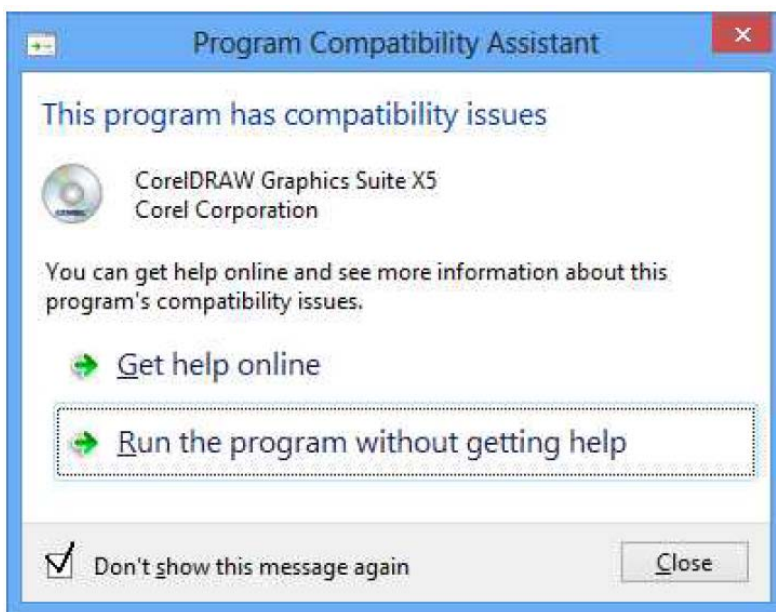 Program Compatibility Assistant
This program has compatibility issues
CorelDRAW Graphics Suite X5
Corel Corporation
You can get help online and see more information about this
program's compatibility issues.
Get help online
Run the program without getting help
Don't show this message again
Close